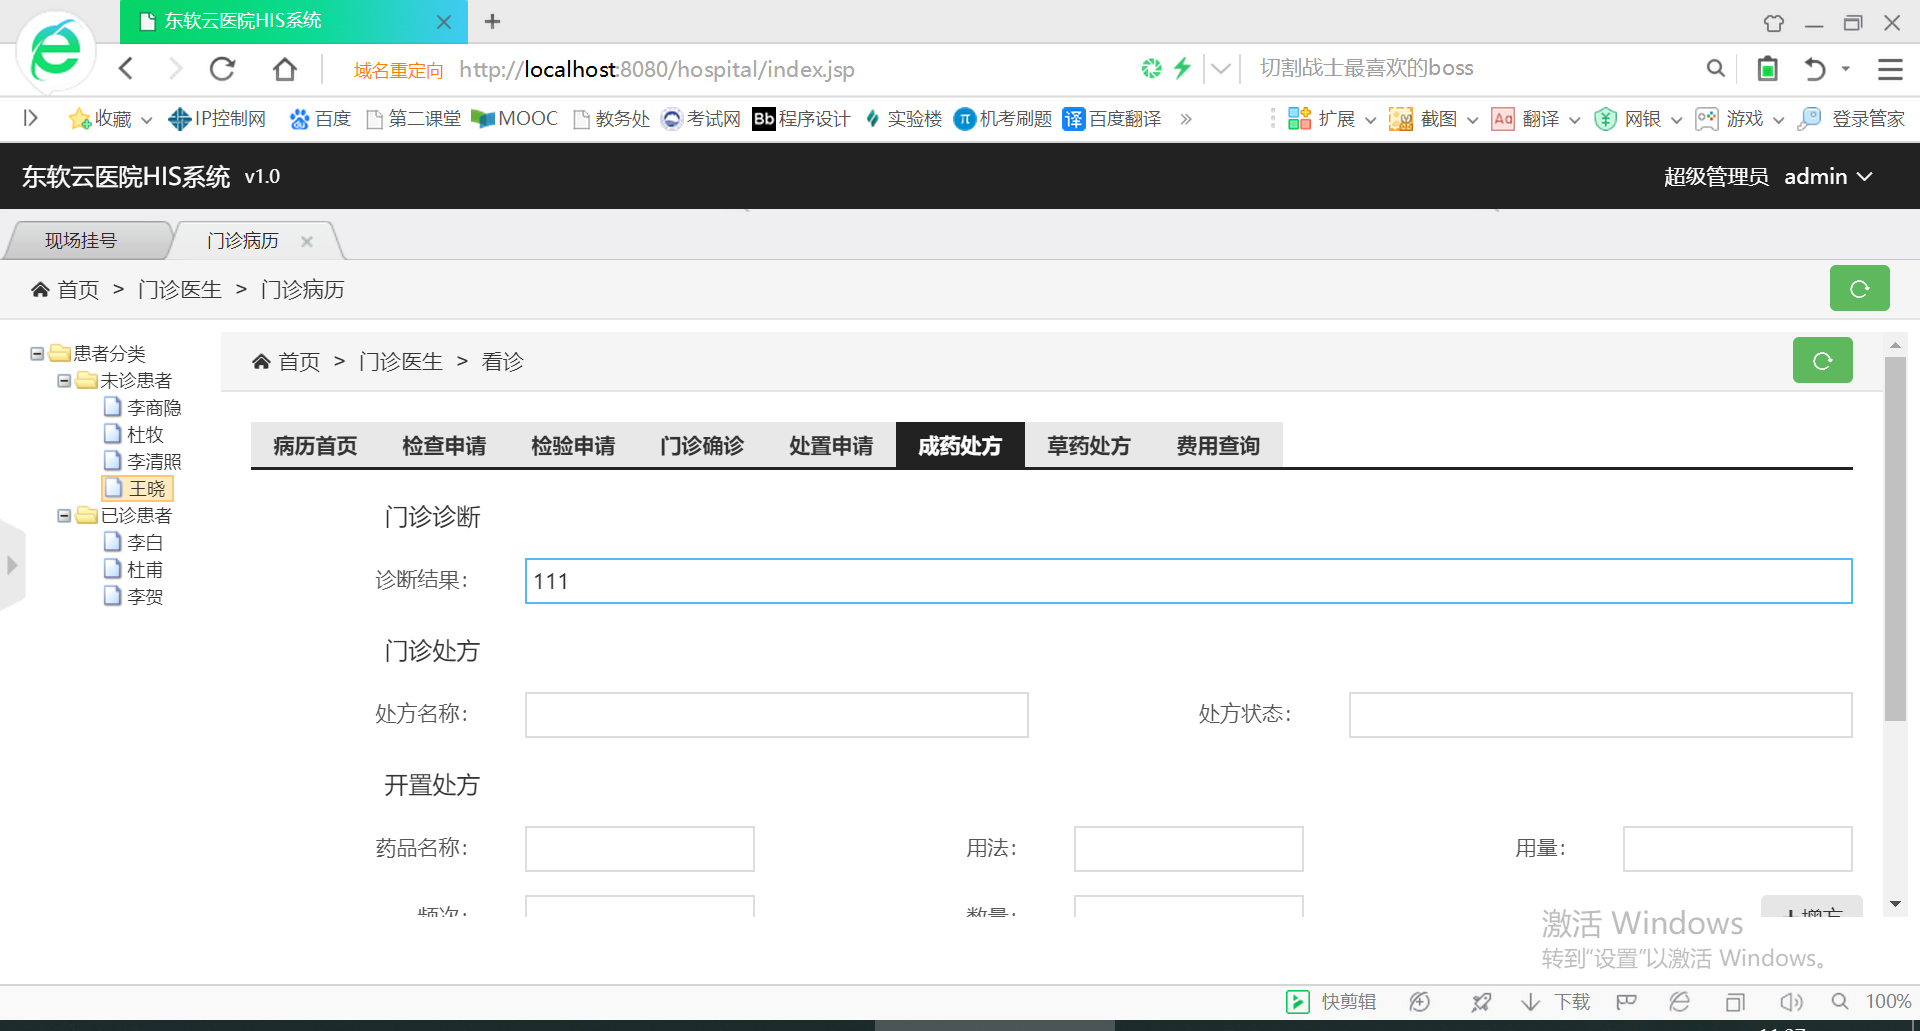 东软云医院HIS系统
域名重定向 http://localhost:8080/hospital/index.jsp 切割战士最喜欢的boss
收藏 IP控制网 百度 第二课堂 MOOC 教务处 考试网 Bb 程序设计 实验楼 π 机考刷题 译 百度翻译 » 扩展 截图 Aa 翻译 网银 游戏 登录管家
东软云医院HIS系统 v1.0 超级管理员 admin
现场挂号 门诊病历
首页 > 门诊医生 > 门诊病历
患者分类
未诊患者
李商隐
杜牧
李清照
王晓
已诊患者
李白
杜甫
李贺
首页 > 门诊医生 > 看诊
病历首页 检查申请 检验申请 门诊确诊 处置申请 成药处方 草药处方 费用查询
门诊诊断
诊断结果： 111
门诊处方
处方名称： 处方状态：
开置处方
药品名称： 用法： 用量：
频次： 数量： 增方
激活 Windows
转到“设置”以激活 Windows。
快剪辑 下载 100%